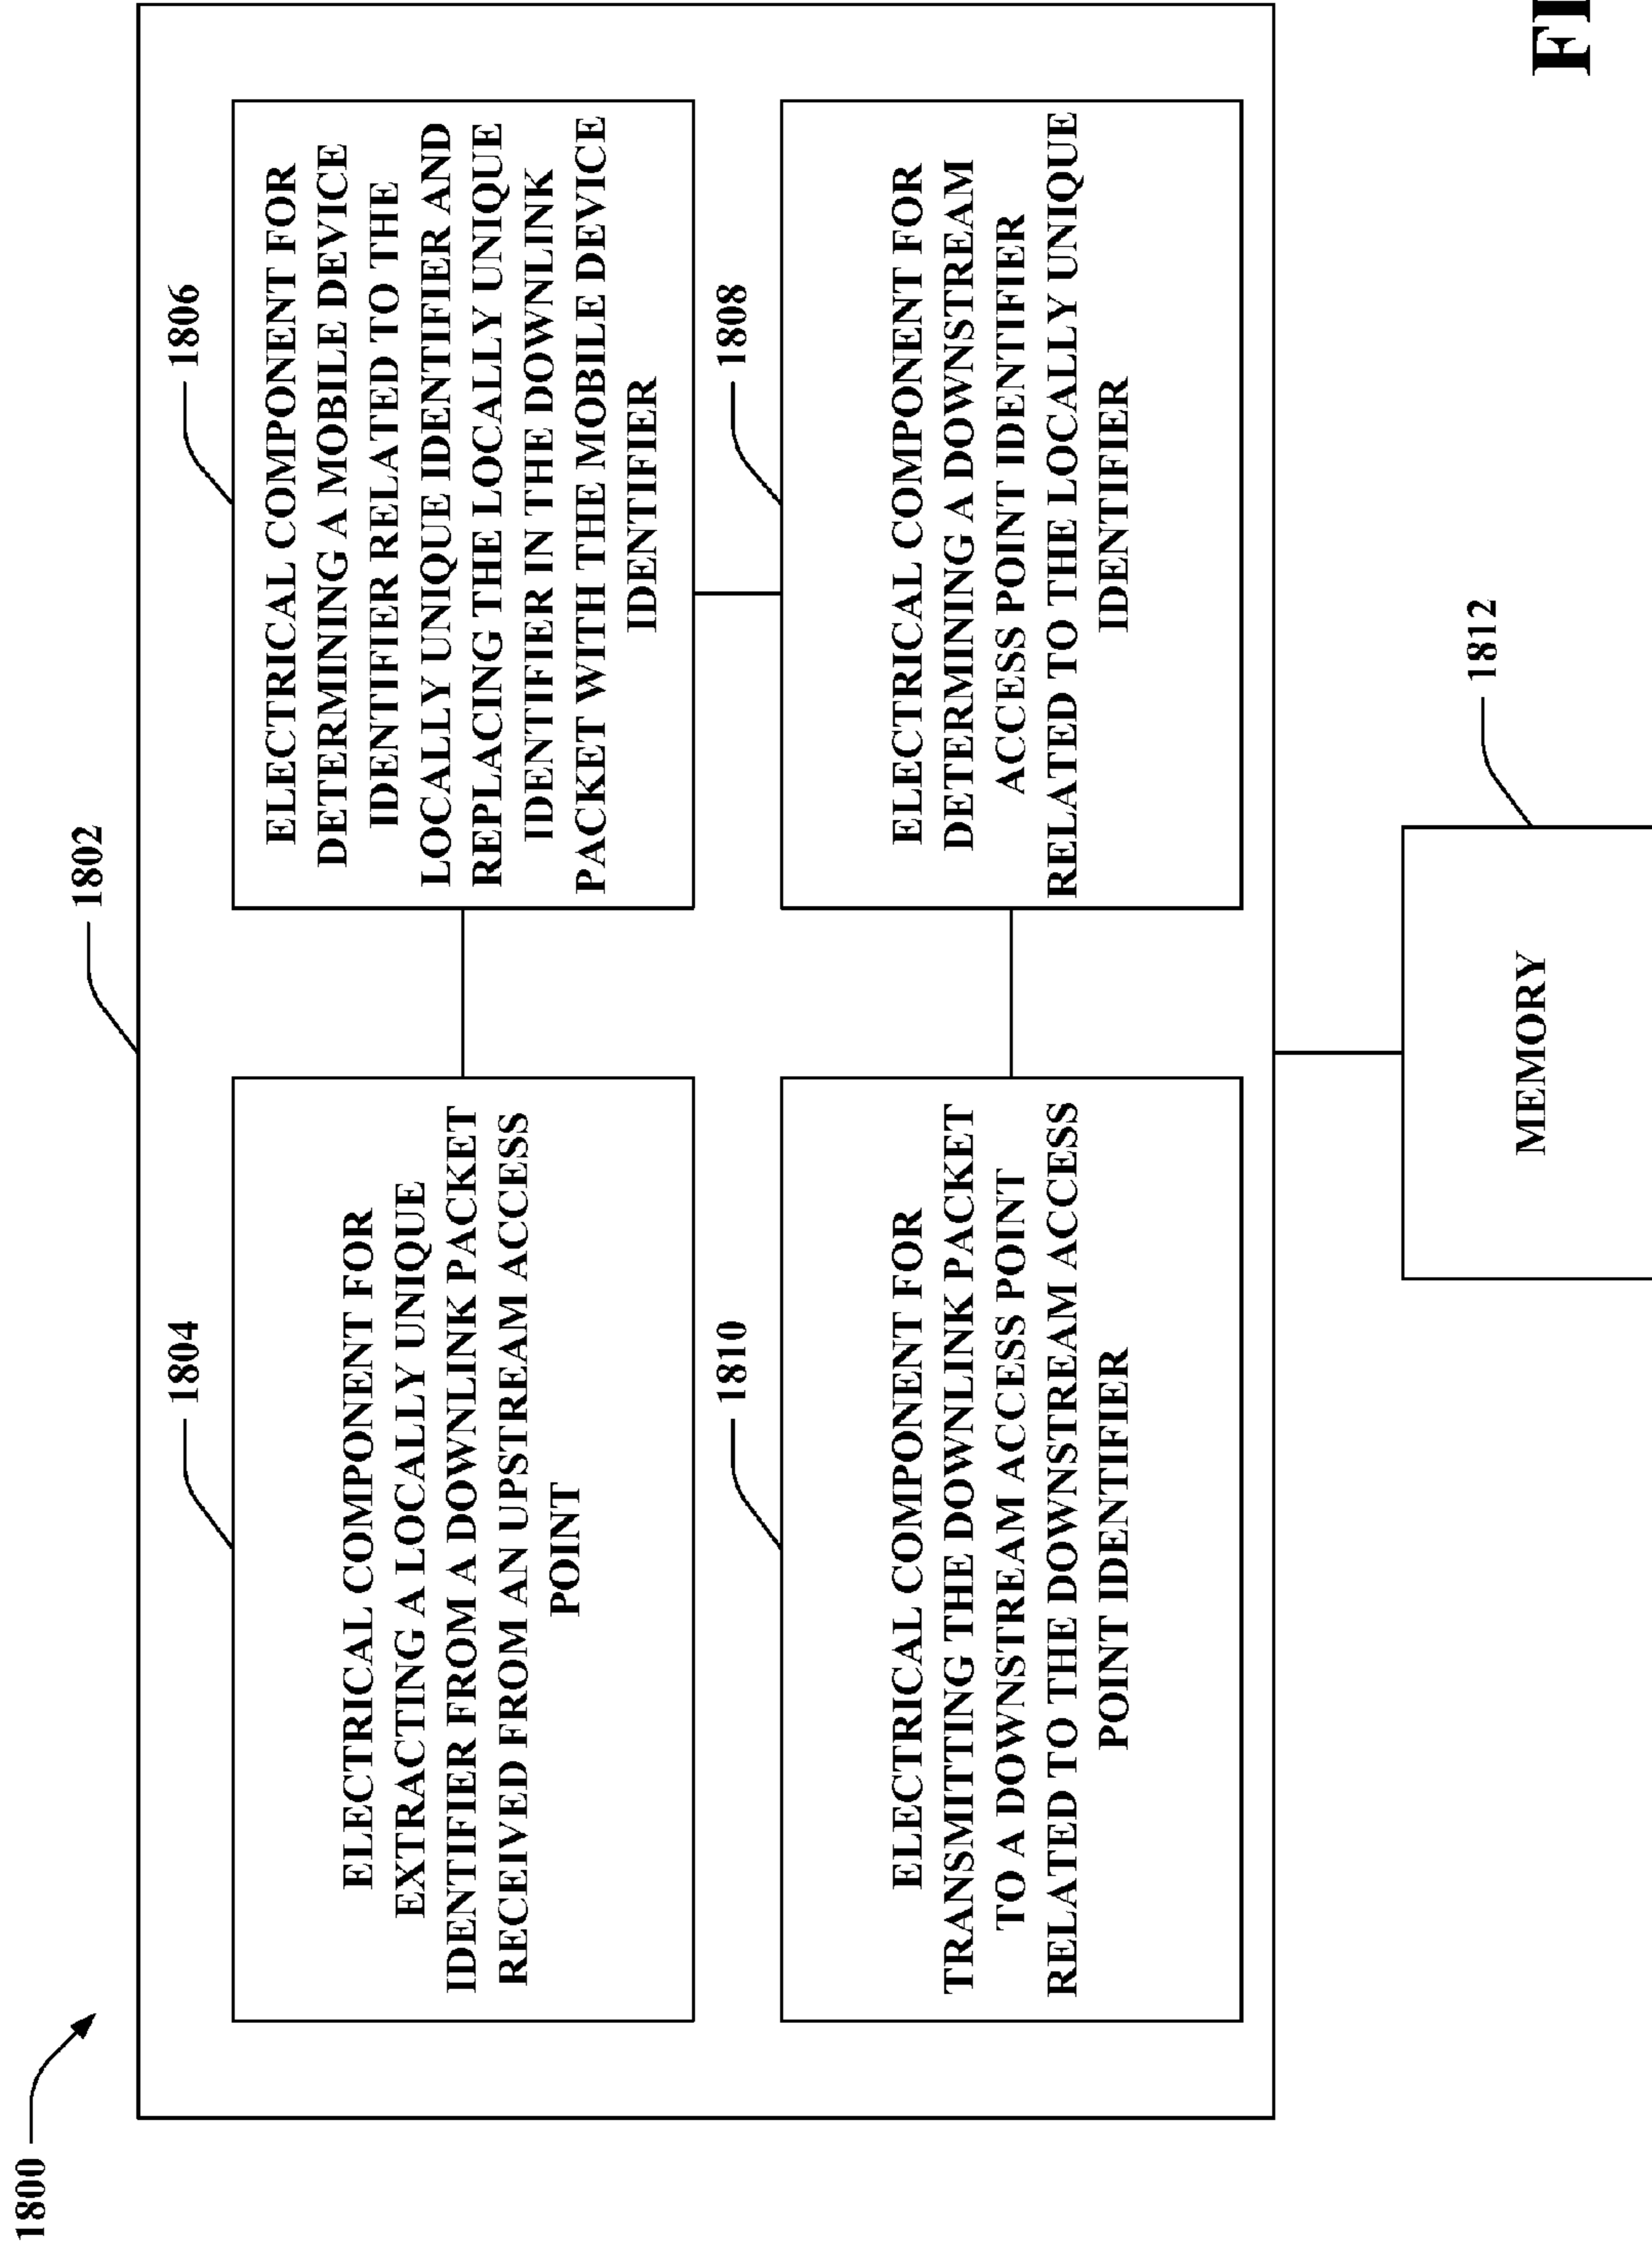 1800
1802
1804
ELECTRICAL COMPONENT FOR
EXTRACTING A LOCALLY UNIQUE
IDENTIFIER FROM A DOWNLINK PACKET
RECEIVED FROM AN UPSTREAM ACCESS
POINT
1806
ELECTRICAL COMPONENT FOR
DETERMINING A MOBILE DEVICE
IDENTIFIER RELATED TO THE
LOCALLY UNIQUE IDENTIFIER AND
REPLACING THE LOCALLY UNIQUE
IDENTIFIER IN THE DOWNLINK
PACKET WITH THE MOBILE DEVICE
IDENTIFIER
1810
ELECTRICAL COMPONENT FOR
TRANSMITTING THE DOWNLINK PACKET
TO A DOWNSTREAM ACCESS POINT
RELATED TO THE DOWNSTREAM ACCESS
POINT IDENTIFIER
1808
ELECTRICAL COMPONENT FOR
DETERMINING A DOWNSTREAM
ACCESS POINT IDENTIFIER
RELATED TO THE LOCALLY UNIQUE
IDENTIFIER
1812
MEMORY